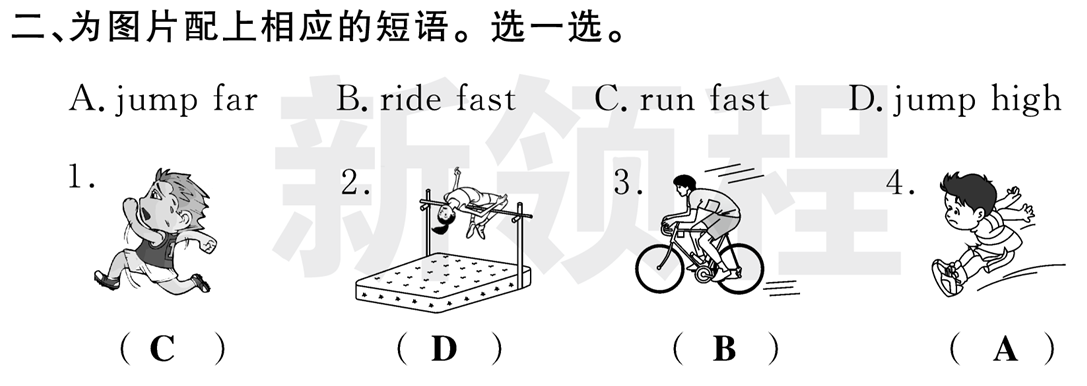 二、为图片配上相应的短语。选一选。
A. jump far B. ride fast C. run fast D. jump high
1. 2. 3. 4.
( C ) ( D ) ( B ) ( A )
新领程